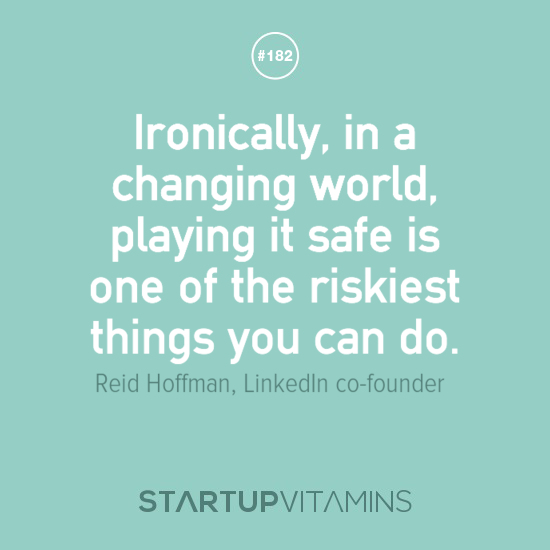 #182
Ironically, in a
changing world,
playing it safe is
one of the riskiest
things you can do.
Reid Hoffman, LinkedIn co-founder
STARTUPVITAMINS